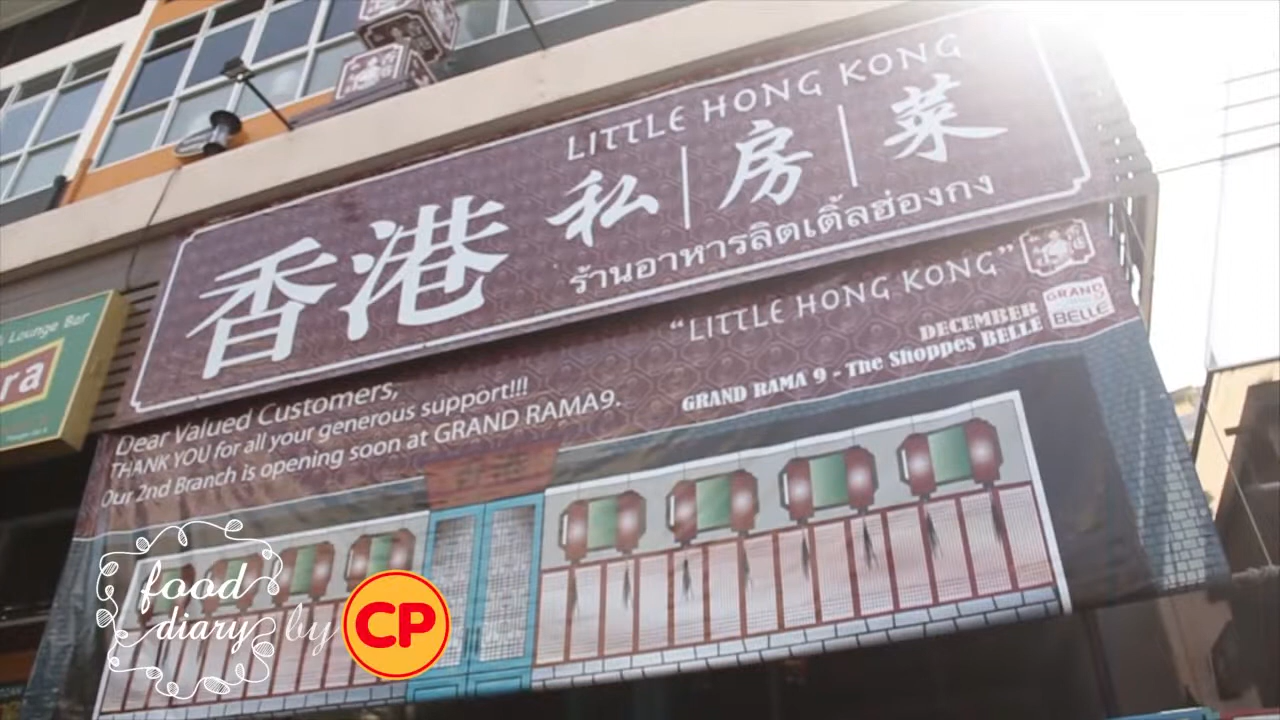 LITTLE HONG KONG
香港 私 房 菜
ร้านอาหารลิตเติ้ลฮ่องกง
"LITTLE HONG KONG"
GRAND
BELLE
DECEMBER
GRAND RAMA 9 - The Shoppes BELLE
Dear Valued Customers,
THANK YOU for all your generous support!!!
Our 2nd Branch is opening soon at GRAND RAMA9.
Lounge Bar
ra
food
diary by
CP